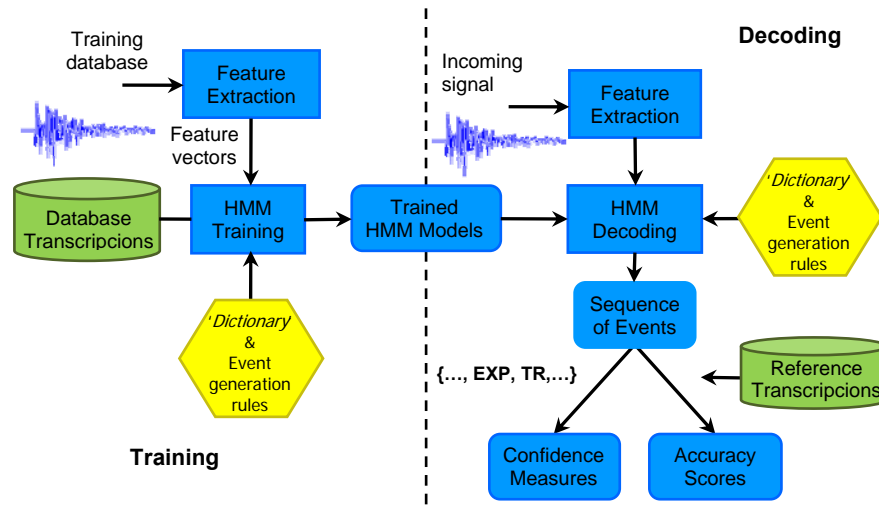 Training
database
Feature
Extraction
Feature
vectors
Database
Transcripcions
HMM
Training
Trained
HMM Models
'Dictionary'
&
Event
generation
rules
Training
Decoding
Incoming
signal
Feature
Extraction
HMM
Decoding
'Dictionary'
&
Event
generation
rules
Sequence
of Events
{…, EXP, TR,…}
Reference
Transcripcions
Confidence
Measures
Accuracy
Scores